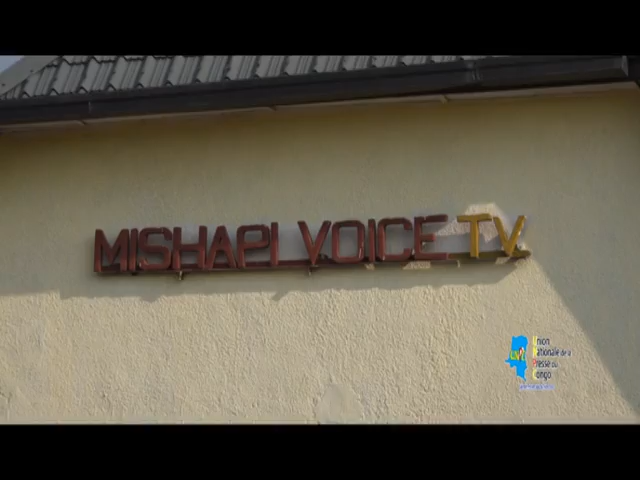 MISHAPI VOICE TV
Union
Nationale de la
Presse du
Congo